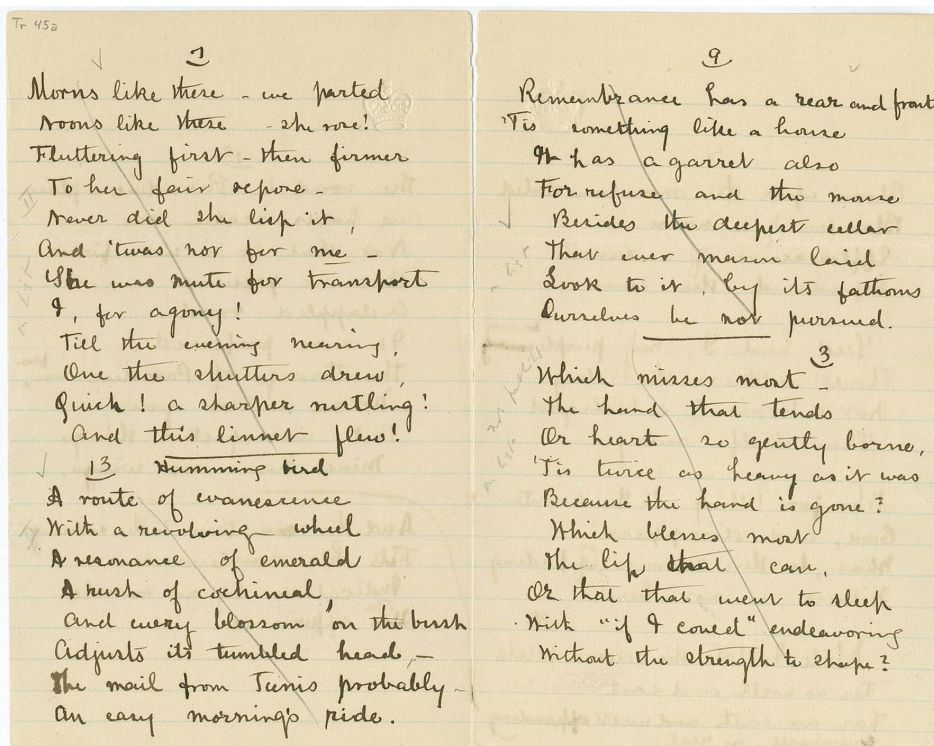 Tr 45a
7
Morns like these - we parted
Noons like these - she rose!
Fluttering first - then firmer
To her fair repose -
Never did she lisp it,
And 'twas not for me -
She was mute for transport
I, for agony!
Till the evening nearing,
One the shutters drew,
Quick! a sharper rustling!
And this linnet flew!
13 Humming bird
A route of evanescence
With a revolving wheel
A resonance of emerald
A rush of cochineal,
And every blossom on the bush
Adjusts its tumbled head, -
The mail from Tunis probably -
An easy morning's ride.
9
Remembrance has a rear and front
'Tis something like a house
It has a garret also
For refuse and the mouse
Besides the deepest cellar
That ever mason laid
Look to it, by its fathoms
Ourselves be not pursued.
3
Which misses most -
The hand that tends
Or heart so gently borne,
'Tis twice as heavy as it was
Because the hand is gone?
Which blesses most
The lip that can,
Or that that went to sleep
With "if I could" endeavoring
Without the strength to shape?